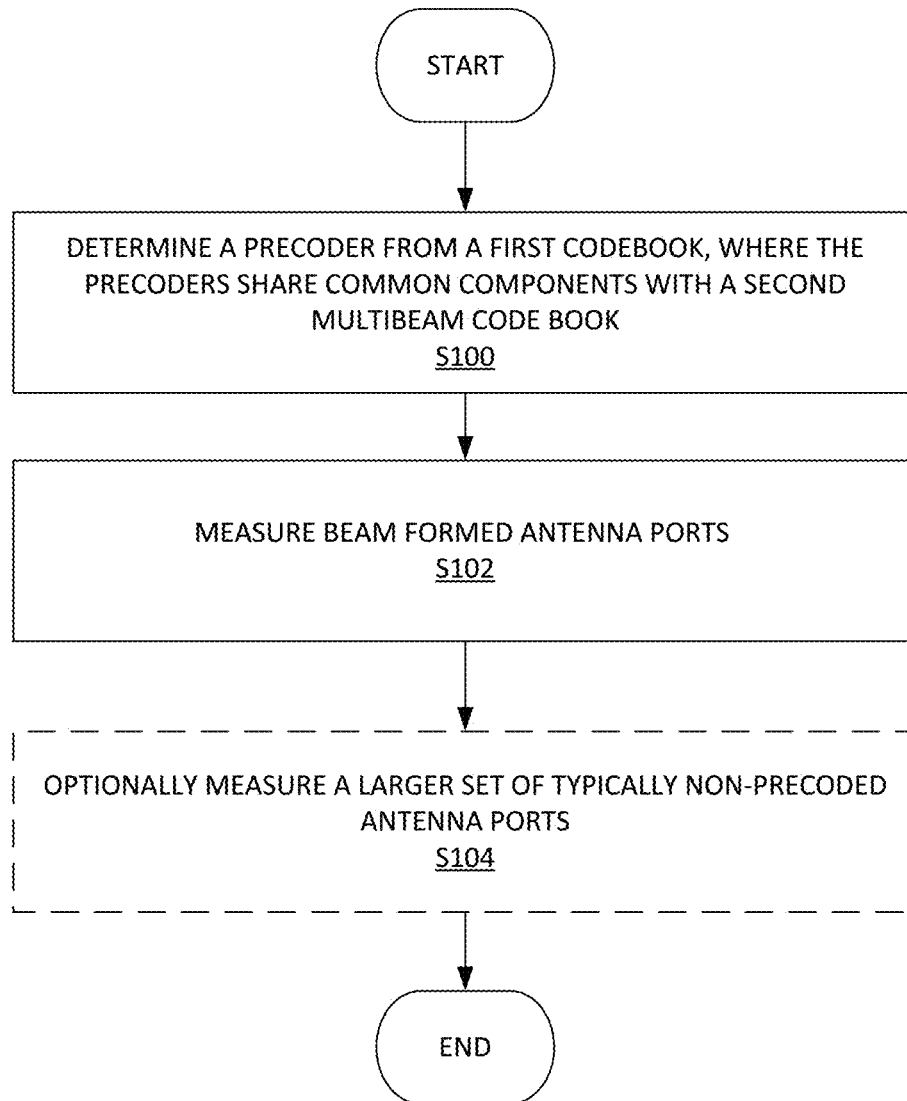 START
DETERMINE A PRECODER FROM A FIRST CODEBOOK, WHERE THE
PRECODERS SHARE COMMON COMPONENTS WITH A SECOND
MULTIBEAM CODE BOOK
S100
MEASURE BEAM FORMED ANTENNA PORTS
S102
OPTIONALLY MEASURE A LARGER SET OF TYPICALLY NON-PRECODED
ANTENNA PORTS
S104
END